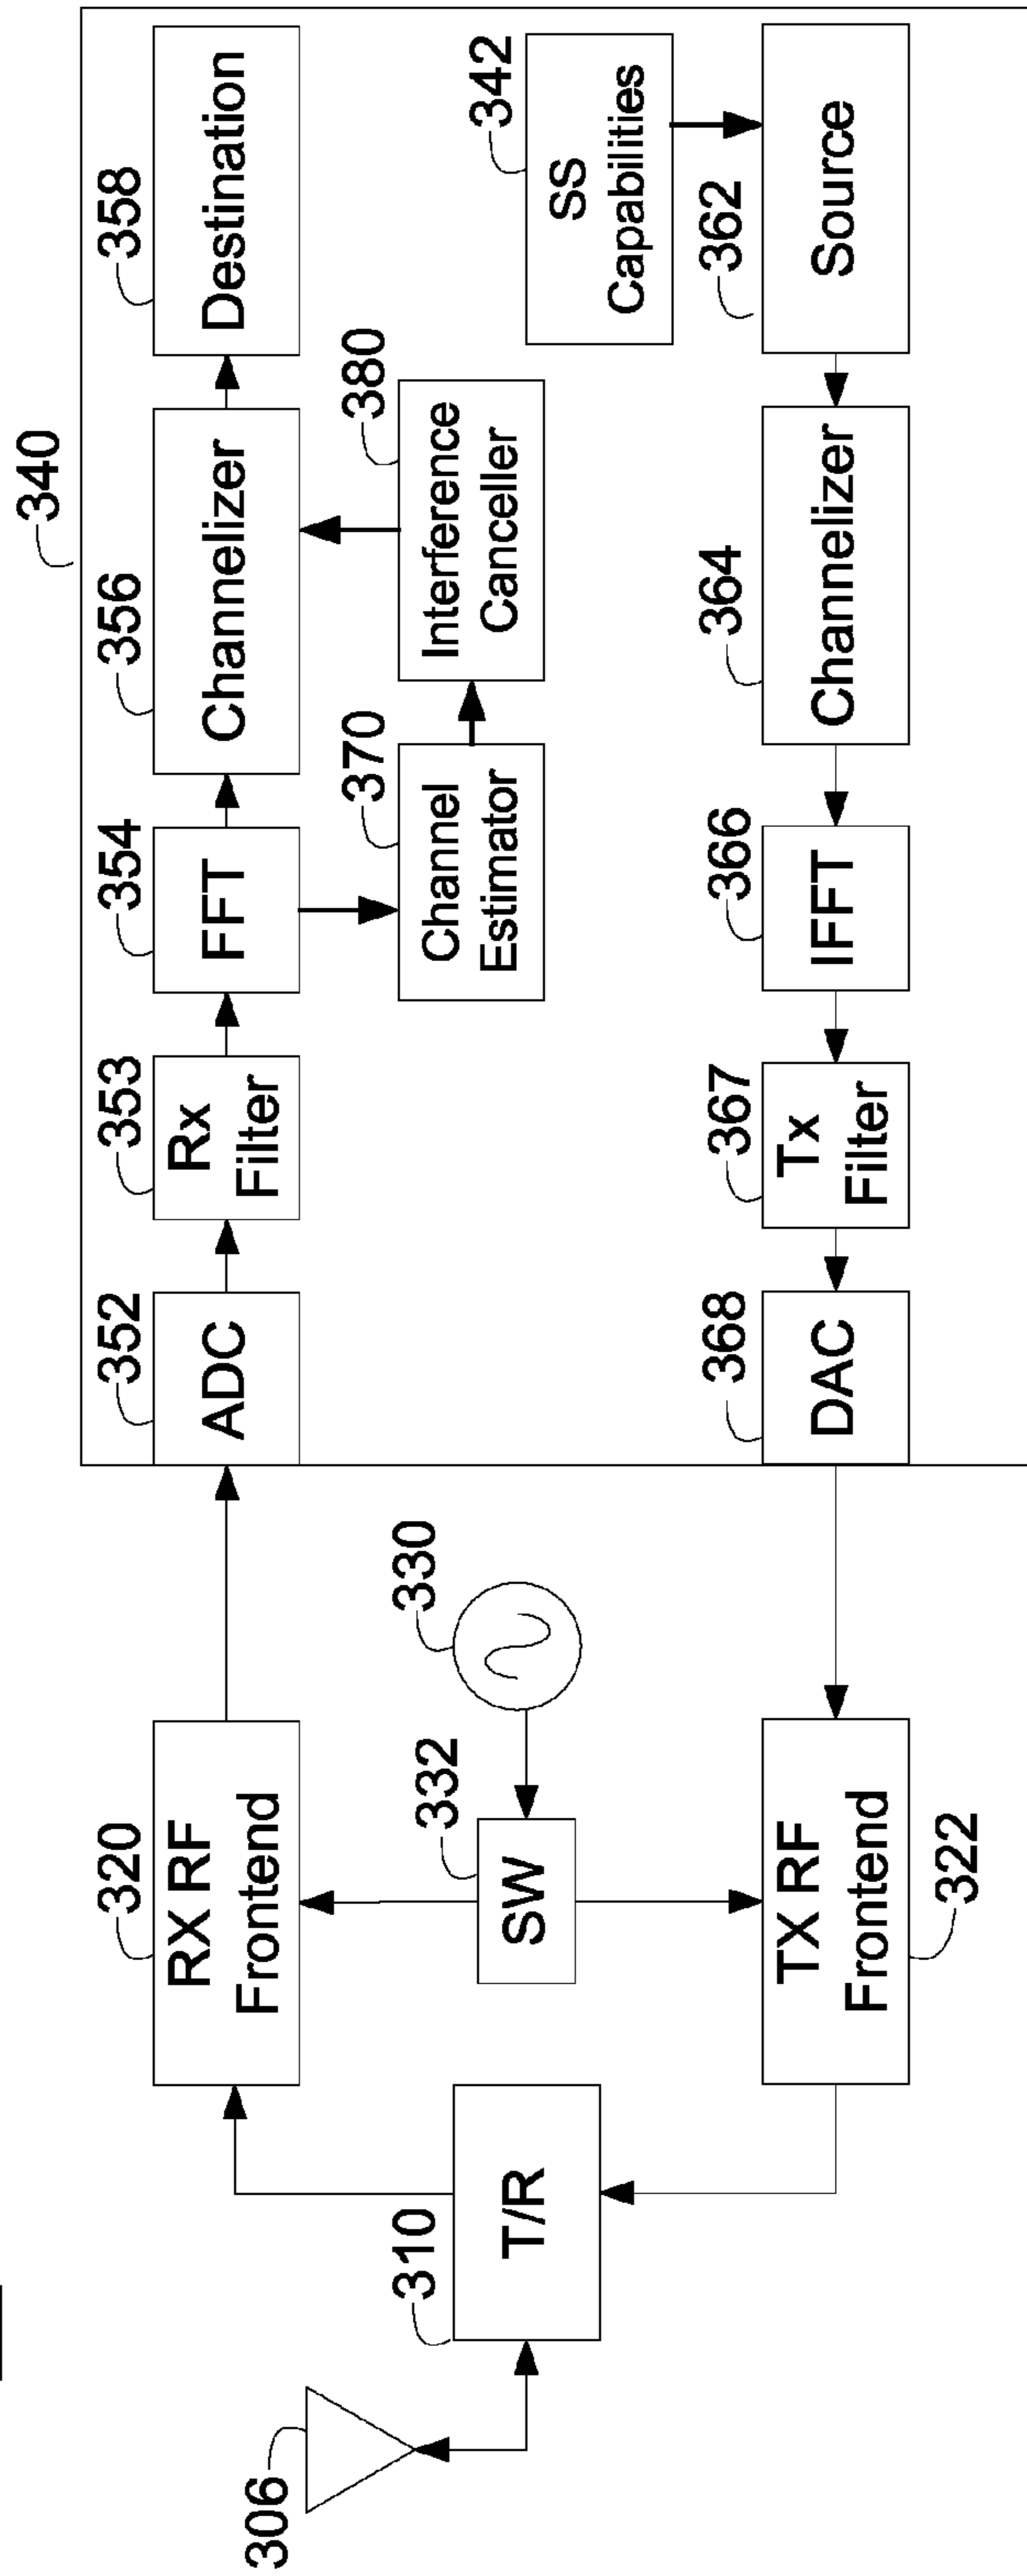 340
352
ADC
353
Rx
Filter
354
FFT
356
Channelizer
358
Destination
320
RX RF
Frontend
370
Channel
Estimator
380
Interference
Canceller
342
SS
Capabilities
306
310
T/R
332
SW
330
322
TX RF
Frontend
368
DAC
367
Tx
Filter
366
IFFT
364
Channelizer
362
Source